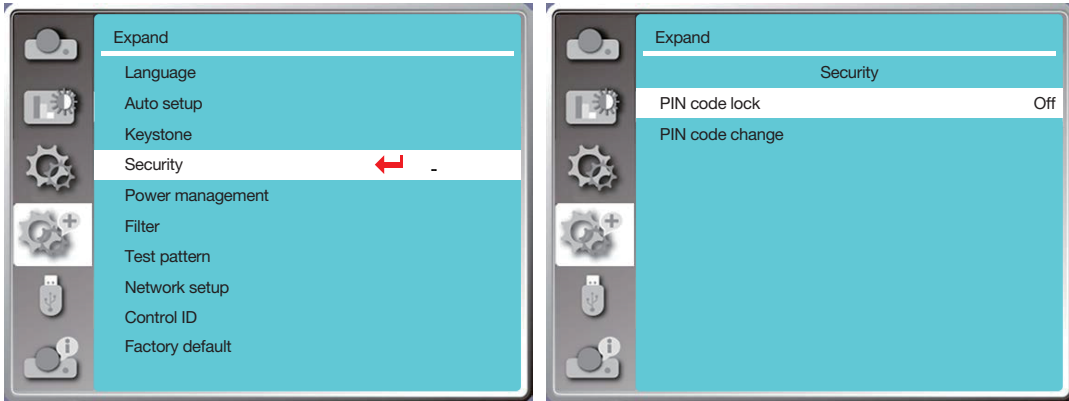 Expand
Language
Auto setup
Keystone
Security -
Power management
Filter
Test pattern
Network setup
Control ID
Factory default
Expand
Security
PIN code lock Off
PIN code change